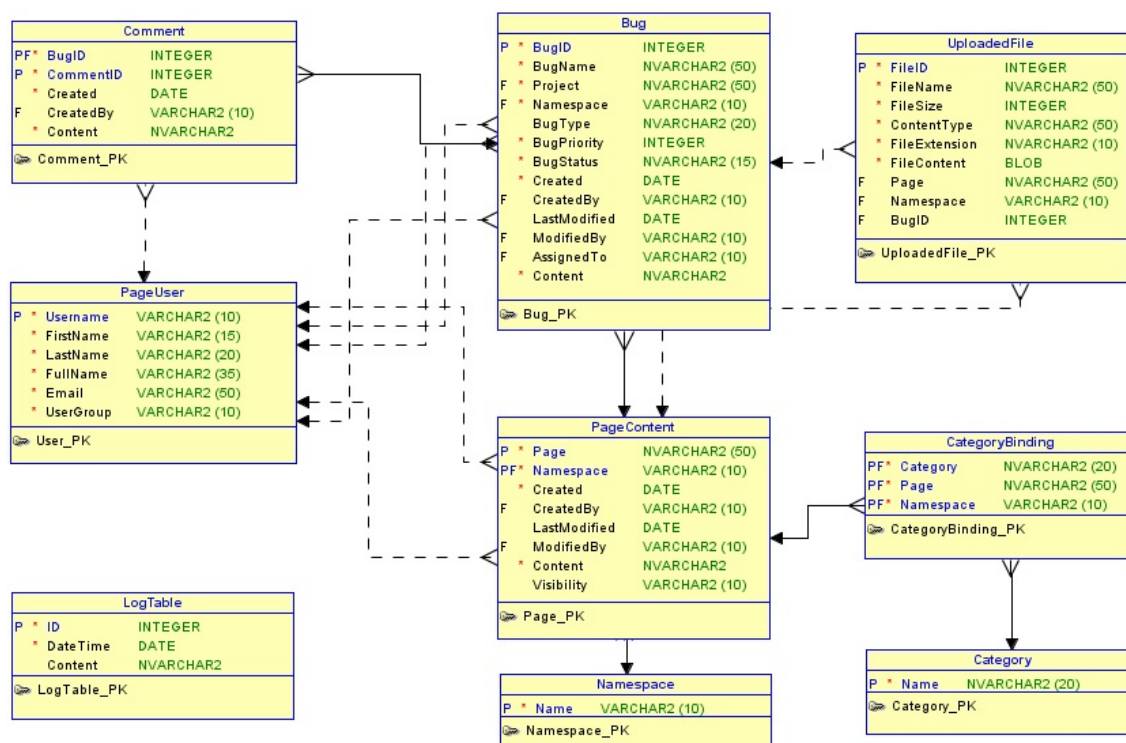 Comment
PF* BugID INTEGER
P * CommentID INTEGER
* Created DATE
F CreatedBy VARCHAR2 (10)
* Content NVARCHAR2
Comment_PK
Bug
P * BugID INTEGER
* BugName NVARCHAR2 (50)
F * Project NVARCHAR2 (50)
F * Namespace VARCHAR2 (10)
BugType NVARCHAR2 (20)
* BugPriority INTEGER
* BugStatus NVARCHAR2 (15)
* Created DATE
F CreatedBy VARCHAR2 (10)
LastModified DATE
F ModifiedBy VARCHAR2 (10)
F AssignedTo VARCHAR2 (10)
* Content NVARCHAR2
Bug_PK
UploadedFile
P * FileID INTEGER
* FileName NVARCHAR2 (50)
* FileSize INTEGER
* ContentType NVARCHAR2 (50)
* FileExtension NVARCHAR2 (10)
* FileContent BLOB
F Page NVARCHAR2 (50)
F Namespace VARCHAR2 (10)
F BugID INTEGER
UploadedFile_PK
PageUser
P * Username VARCHAR2 (10)
* FirstName VARCHAR2 (15)
* LastName VARCHAR2 (20)
* FullName VARCHAR2 (35)
* Email VARCHAR2 (50)
* UserGroup VARCHAR2 (10)
User_PK
PageContent
P * Page NVARCHAR2 (50)
PF* Namespace VARCHAR2 (10)
* Created DATE
F CreatedBy VARCHAR2 (10)
LastModified DATE
F ModifiedBy VARCHAR2 (10)
* Content NVARCHAR2
Visibility VARCHAR2 (10)
Page_PK
CategoryBinding
PF* Category NVARCHAR2 (20)
PF* Page NVARCHAR2 (50)
PF* Namespace VARCHAR2 (10)
CategoryBinding_PK
LogTable
P * ID INTEGER
* DateTime DATE
Content NVARCHAR2
LogTable_PK
Namespace
P * Name VARCHAR2 (10)
Namespace_PK
Category
P * Name NVARCHAR2 (20)
Category_PK